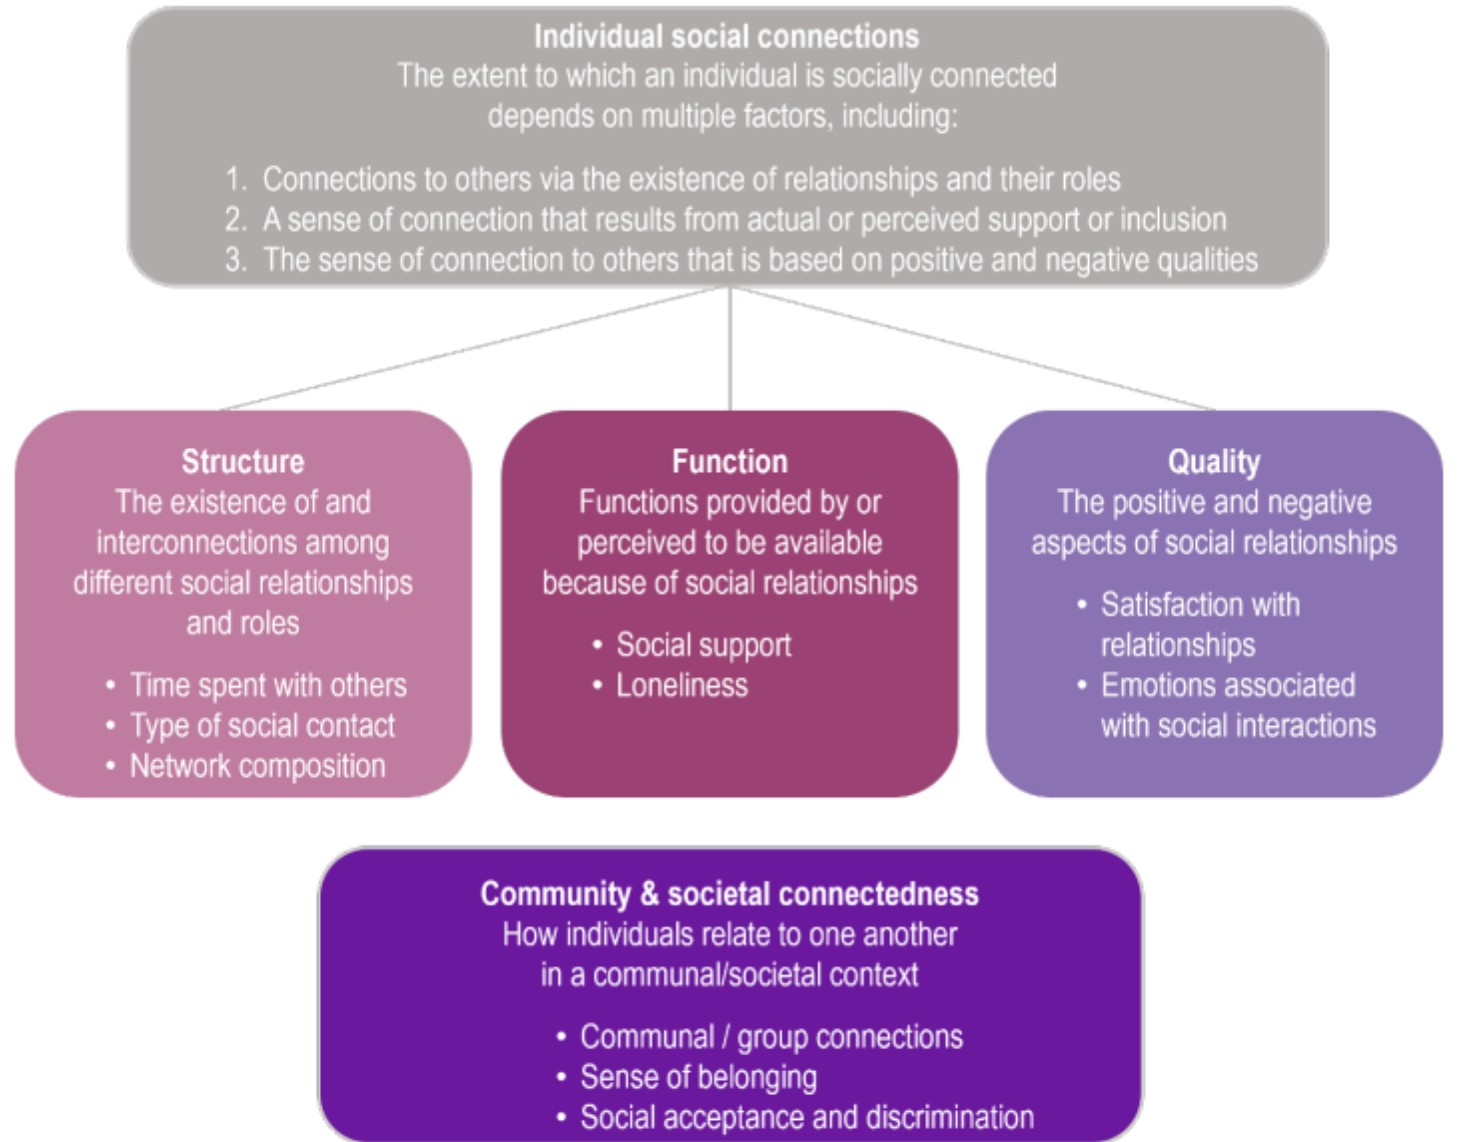 Individual social connections
The extent to which an individual is socially connected
depends on multiple factors, including:
1. Connections to others via the existence of relationships and their roles
2. A sense of connection that results from actual or perceived support or inclusion
3. The sense of connection to others that is based on positive and negative qualities
Structure
The existence of and
interconnections among
different social relationships
and roles
• Time spent with others
• Type of social contact
• Network composition
Function
Functions provided by or
perceived to be available
because of social relationships
• Social support
• Loneliness
Quality
The positive and negative
aspects of social relationships
• Satisfaction with
relationships
• Emotions associated
with social interactions
Community & societal connectedness
How individuals relate to one another
in a communal/societal context
• Communal / group connections
• Sense of belonging
• Social acceptance and discrimination